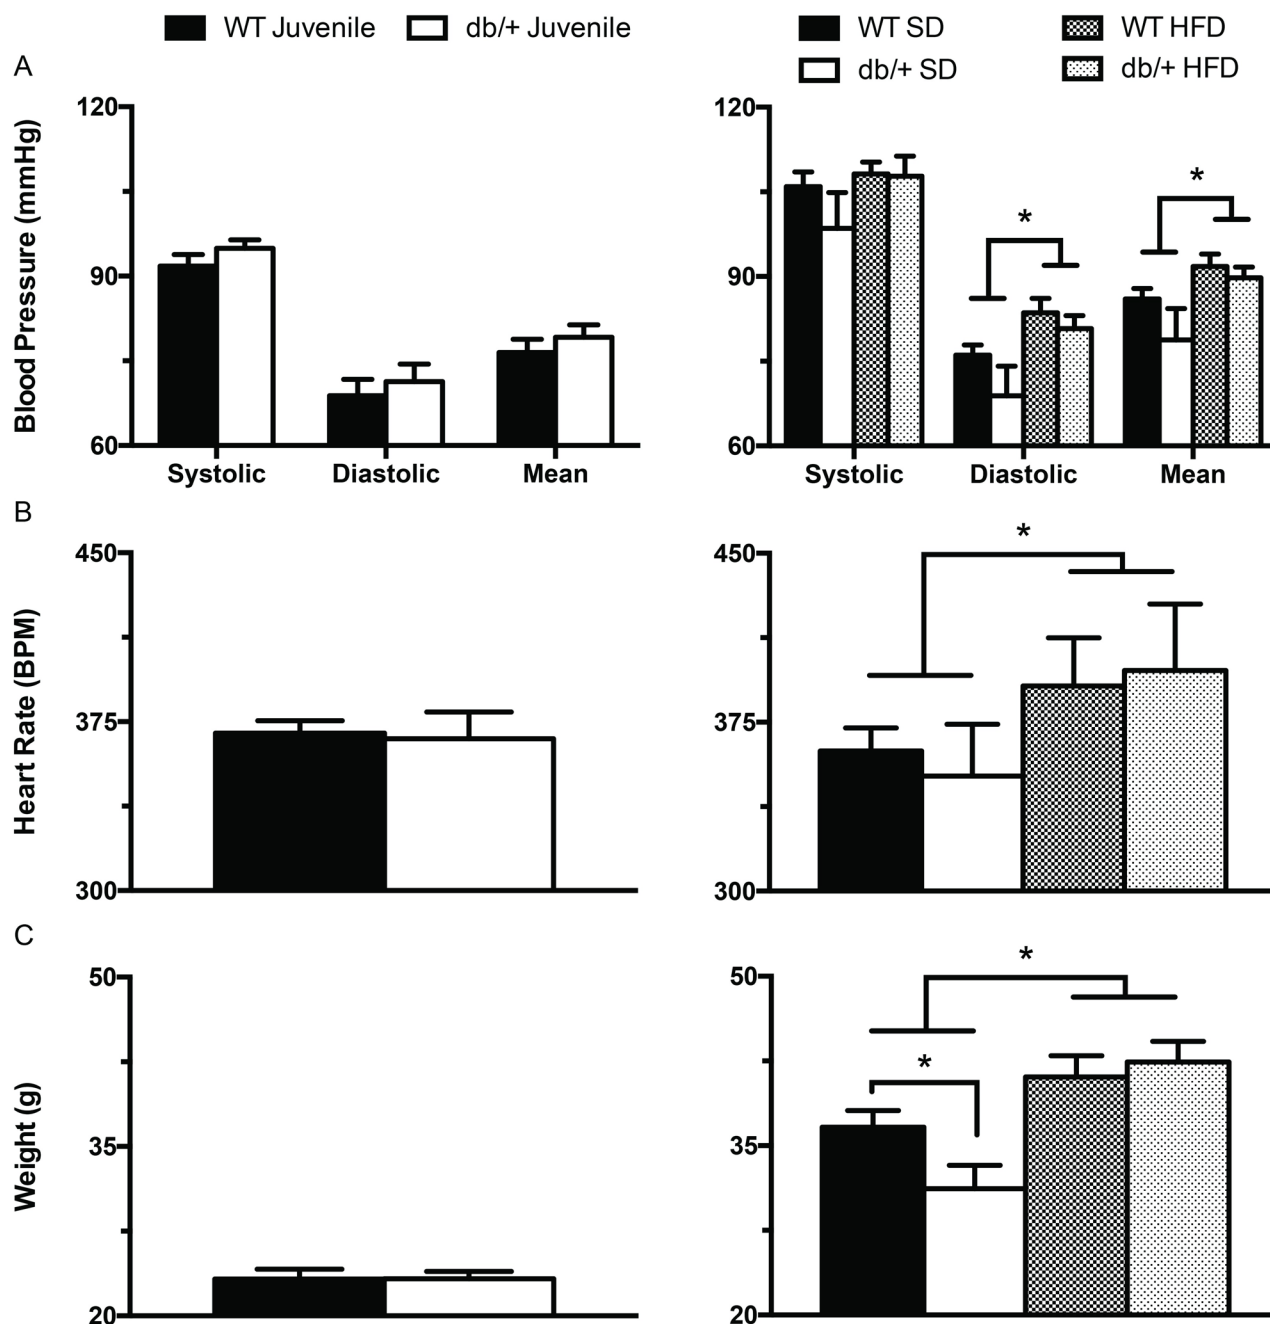 WT Juvenile db/+ Juvenile
WT SD WT HFD
db/+ SD db/+ HFD
A
Blood Pressure (mmHg)
120
90
60
Systolic Diastolic Mean
120
90
60
* *
Systolic Diastolic Mean
B
Heart Rate (BPM)
450
375
300
450
375
300
*
C
Weight (g)
50
35
20
50
35
20
*
*